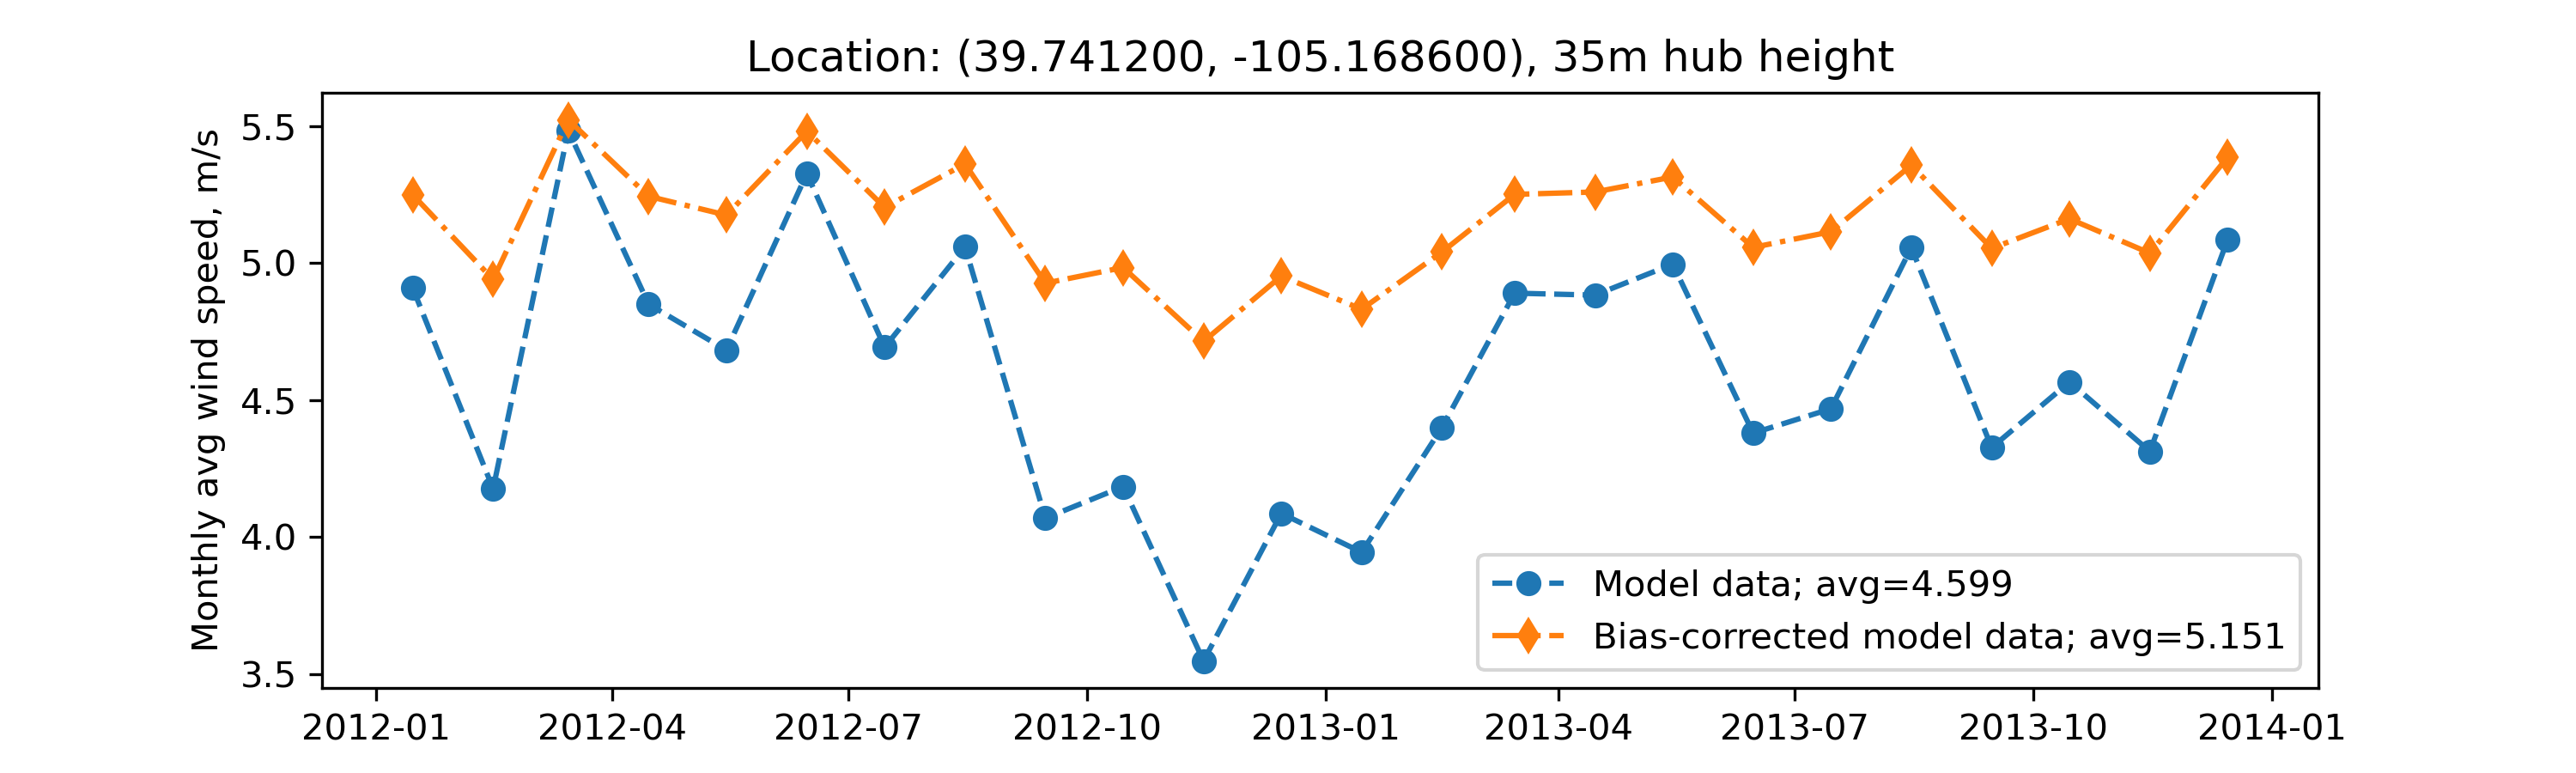 Location: (39.741200, -105.168600), 35m hub height
Monthly avg wind speed, m/s
5.5
5.0
4.5
4.0
3.5
Model data; avg=4.599
Bias-corrected model data; avg=5.151
2012-01 2012-04 2012-07 2012-10 2013-01 2013-04 2013-07 2013-10 2014-01